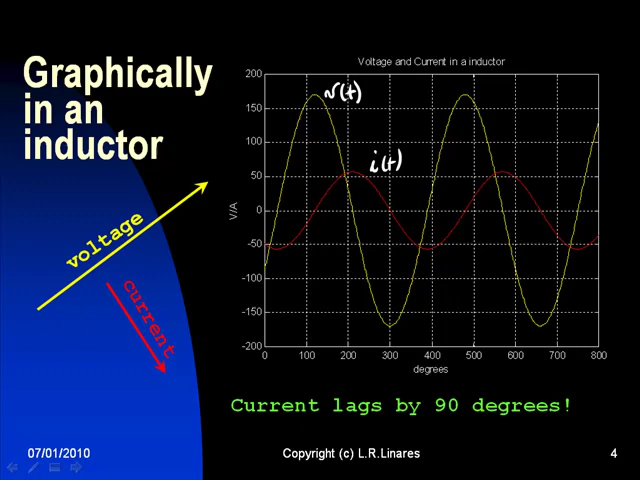 Graphically
in an
inductor
voltage
current
Voltage and Current in a inductor
v(t)
i(t)
V/A
200
150
100
50
0
-50
-100
-150
-200
0 100 200 300 400 500 600 700 800
degrees
Current lags by 90 degrees!
07/01/2010
Copyright (c) L.R.Linares
4